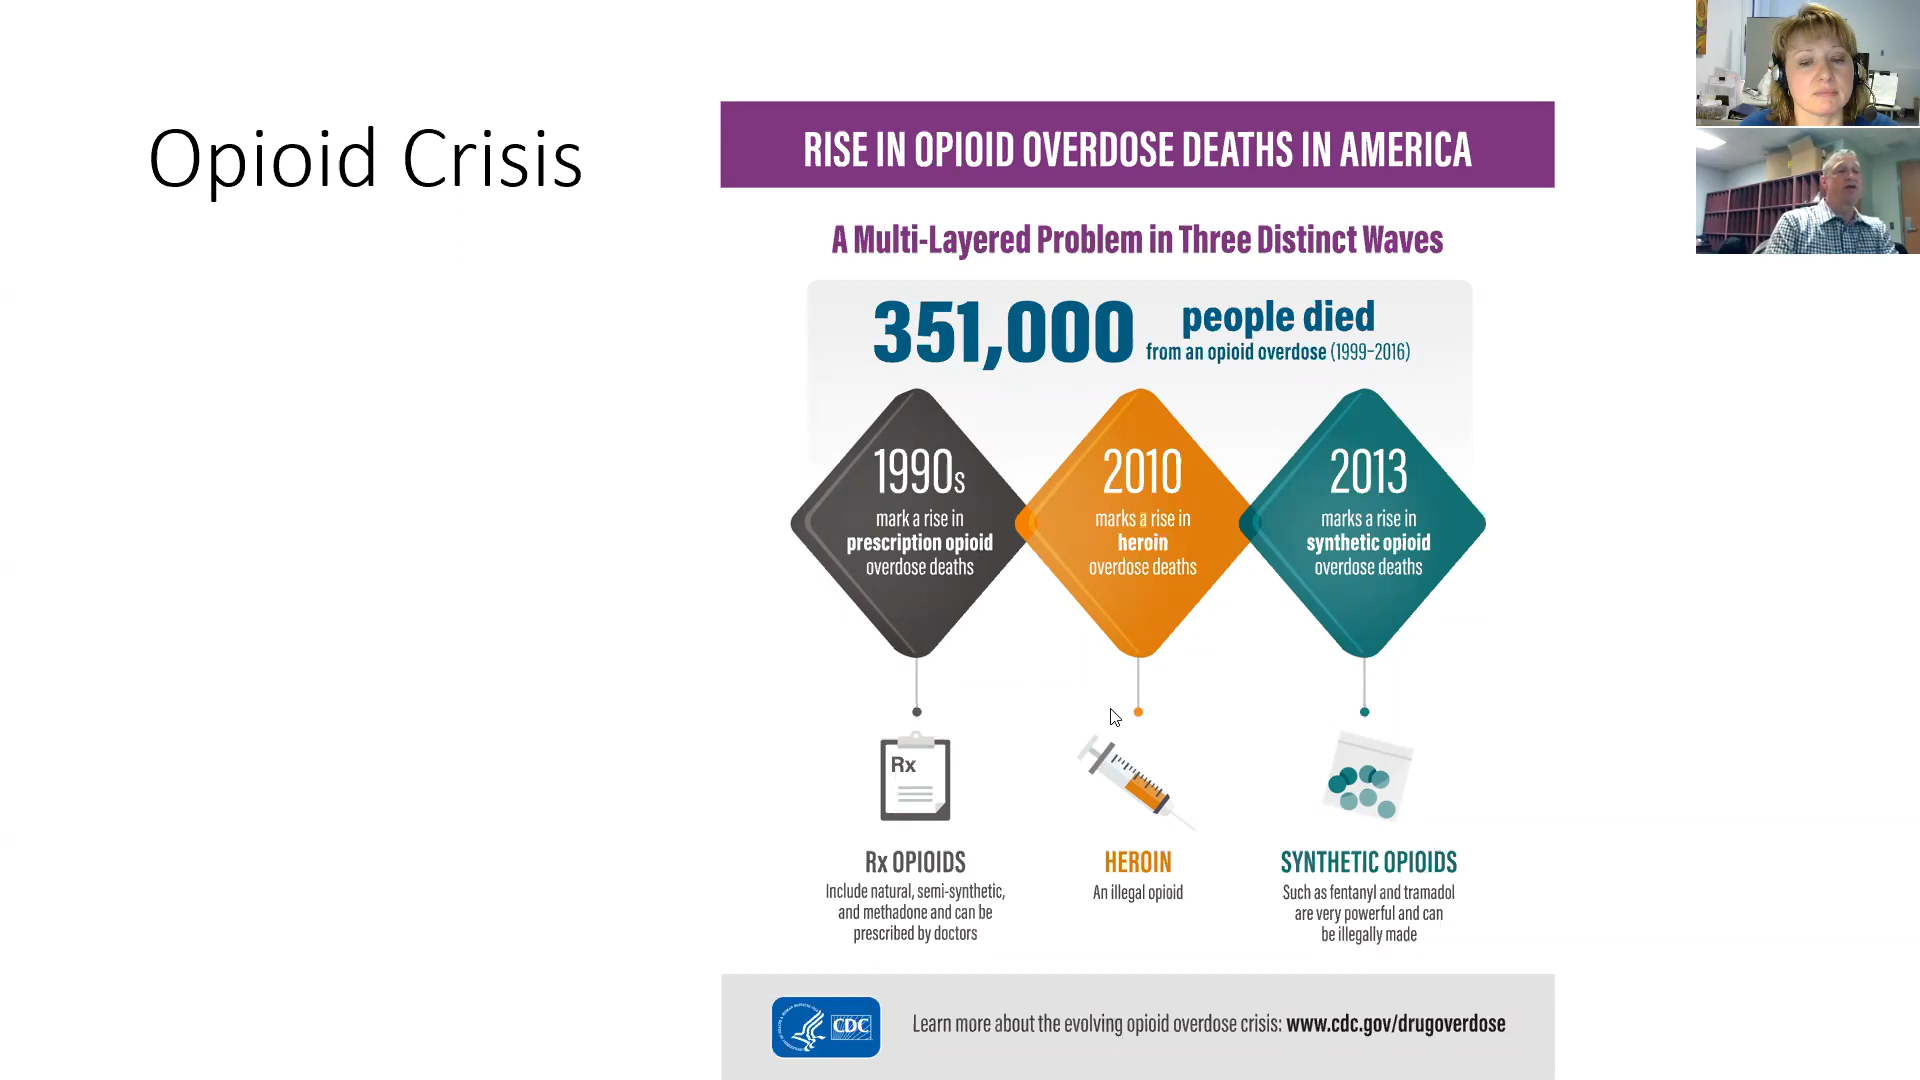 Opioid Crisis
RISE IN OPIOID OVERDOSE DEATHS IN AMERICA
A Multi-Layered Problem in Three Distinct Waves
351,000
people died
from an opioid overdose (1999-2016)
1990s
mark a rise in
prescription opioid
overdose deaths
2010
marks a rise in
heroin
overdose deaths
2013
marks a rise in
synthetic opioid
overdose deaths
Rx
Rx OPIOIDS
Include natural, semi-synthetic,
and methadone and can be
prescribed by doctors
HEROIN
An illegal opioid
SYNTHETIC OPIOIDS
Such as fentanyl and tramadol
are very powerful and can
be illegally made
CDC
Learn more about the evolving opioid overdose crisis: www.cdc.gov/drugoverdose